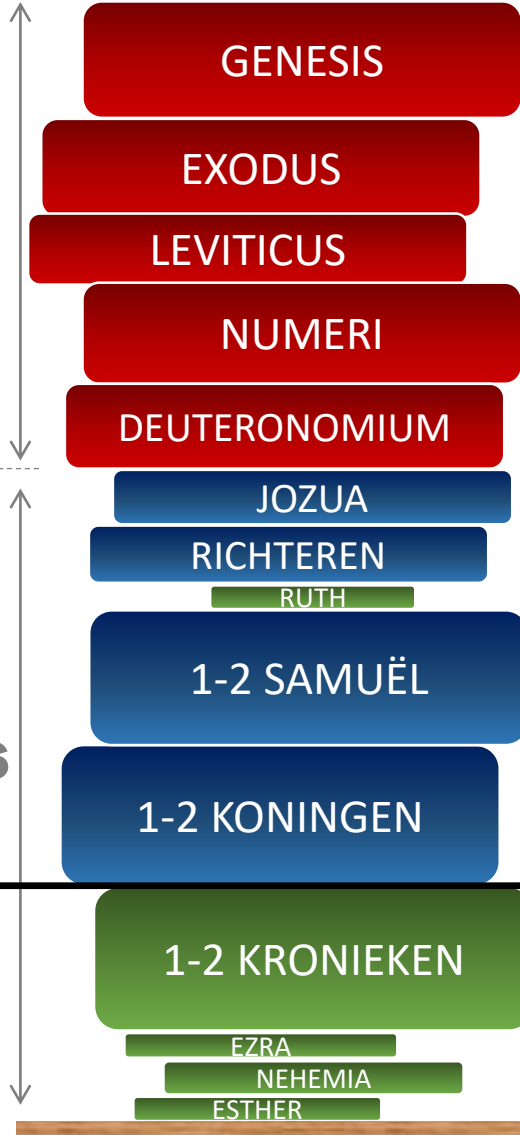 GENESIS
EXODUS
LEVITICUS
NUMERI
DEUTERONOMIUM
JOZUA
RICHTEREN
RUTH
1-2 SAMUËL
1-2 KONINGEN
1-2 KRONIEKEN
EZRA
NEHEMIA
ESTHER